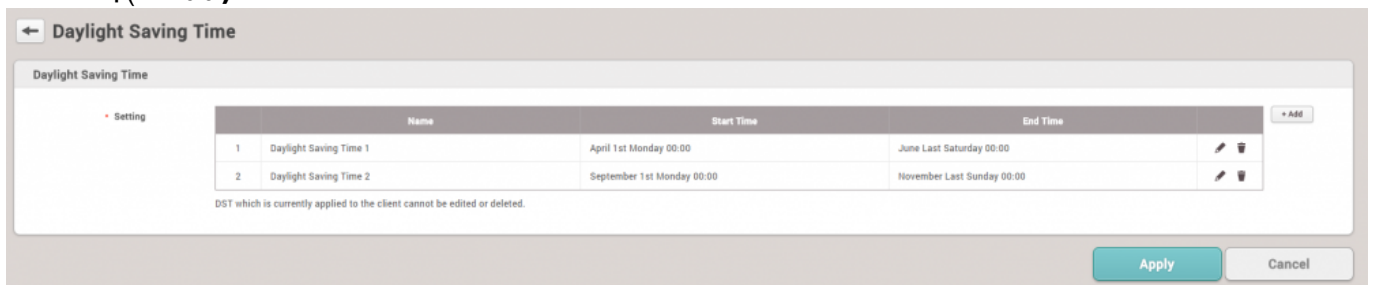 Daylight Saving Time
Daylight Saving Time
• Setting
Name Start Time End Time
+ Add
1 Daylight Saving Time 1 April 1st Monday 00:00 June Last Saturday 00:00
2 Daylight Saving Time 2 September 1st Monday 00:00 November Last Sunday 00:00
DST which is currently applied to the client cannot be edited or deleted.
Apply Cancel